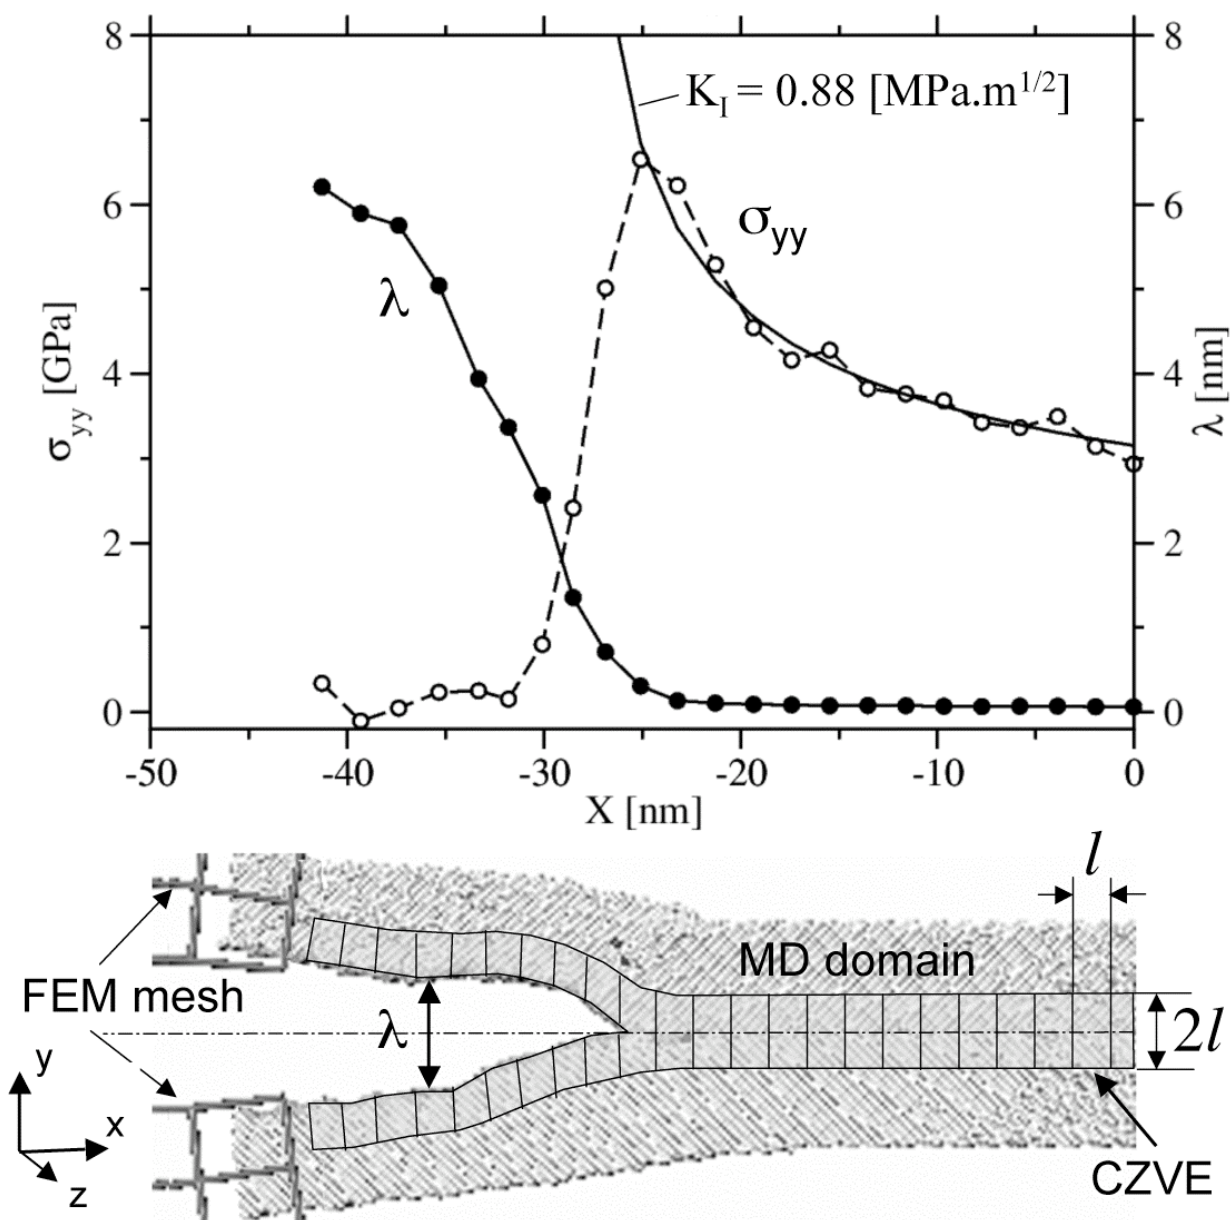 8
8
K_I = 0.88 [MPa.m^{1/2}]
6
6
σ_yy
λ
σ_yy [GPa]
λ [nm]
4
4
2
2
0
0
-50
-40
-30
-20
-10
0
X [nm]
l
MD domain
FEM mesh
λ
2l
y
x
z
CZVE